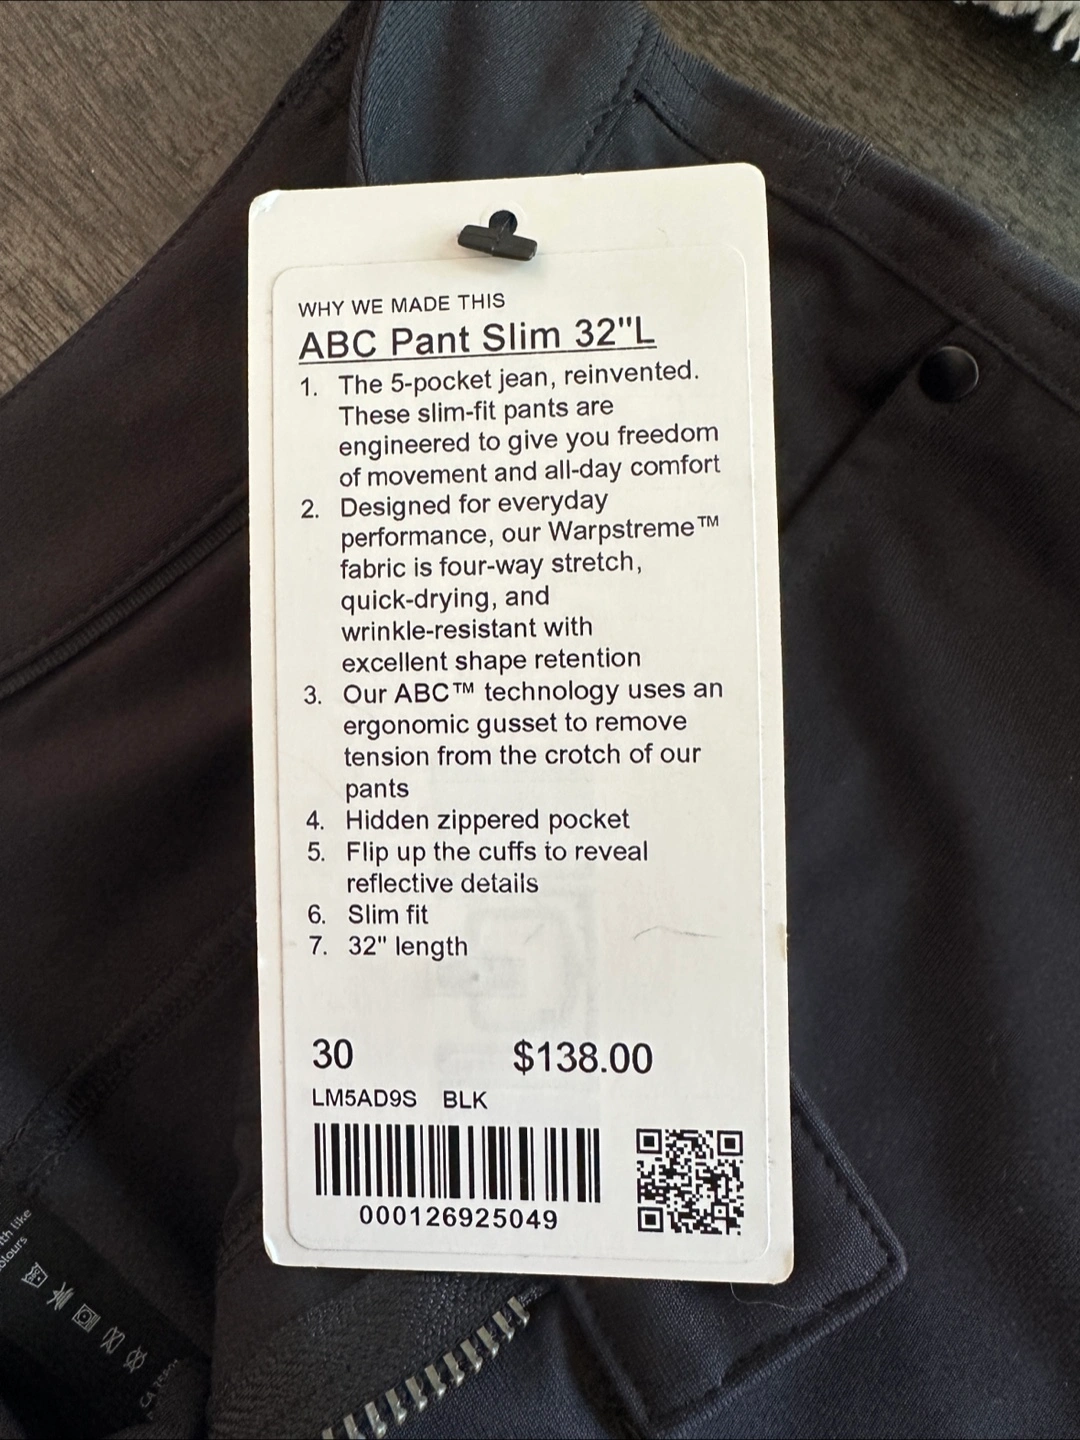 WHY WE MADE THIS
ABC Pant Slim 32"L
1. The 5-pocket jean, reinvented.
These slim-fit pants are
engineered to give you freedom
of movement and all-day comfort
2. Designed for everyday
performance, our Warpstreme™
fabric is four-way stretch,
quick-drying, and
wrinkle-resistant with
excellent shape retention
3. Our ABC™ technology uses an
ergonomic gusset to remove
tension from the crotch of our
pants
4. Hidden zippered pocket
5. Flip up the cuffs to reveal
reflective details
6. Slim fit
7. 32" length
30 $138.00
LM5AD9S BLK
000126925049
like
CA